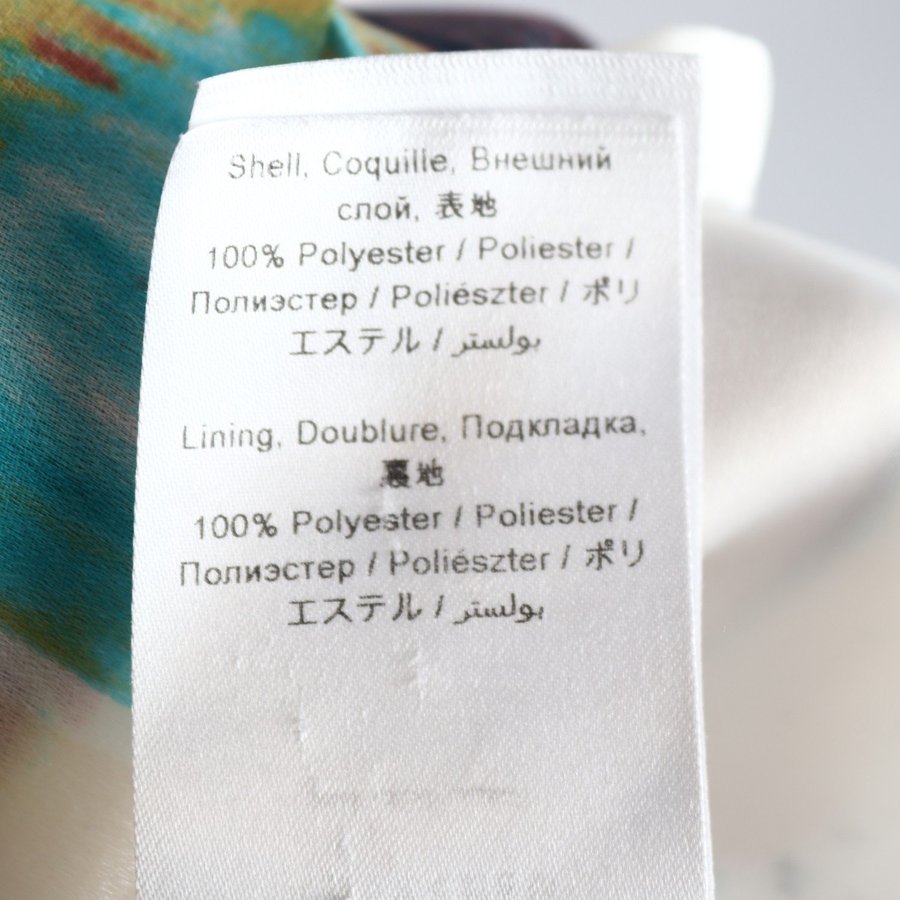 Shell, Coquille, Внешний
слой, 表地
100% Polyester / Poliester /
Полиэстер / Poliészter / ポリ
エステル / بولستر
Lining, Doublure, Подкладка,
裏地
100% Polyester / Poliester /
Полиэстер / Poliészter / ポリ
エステル / بولستر